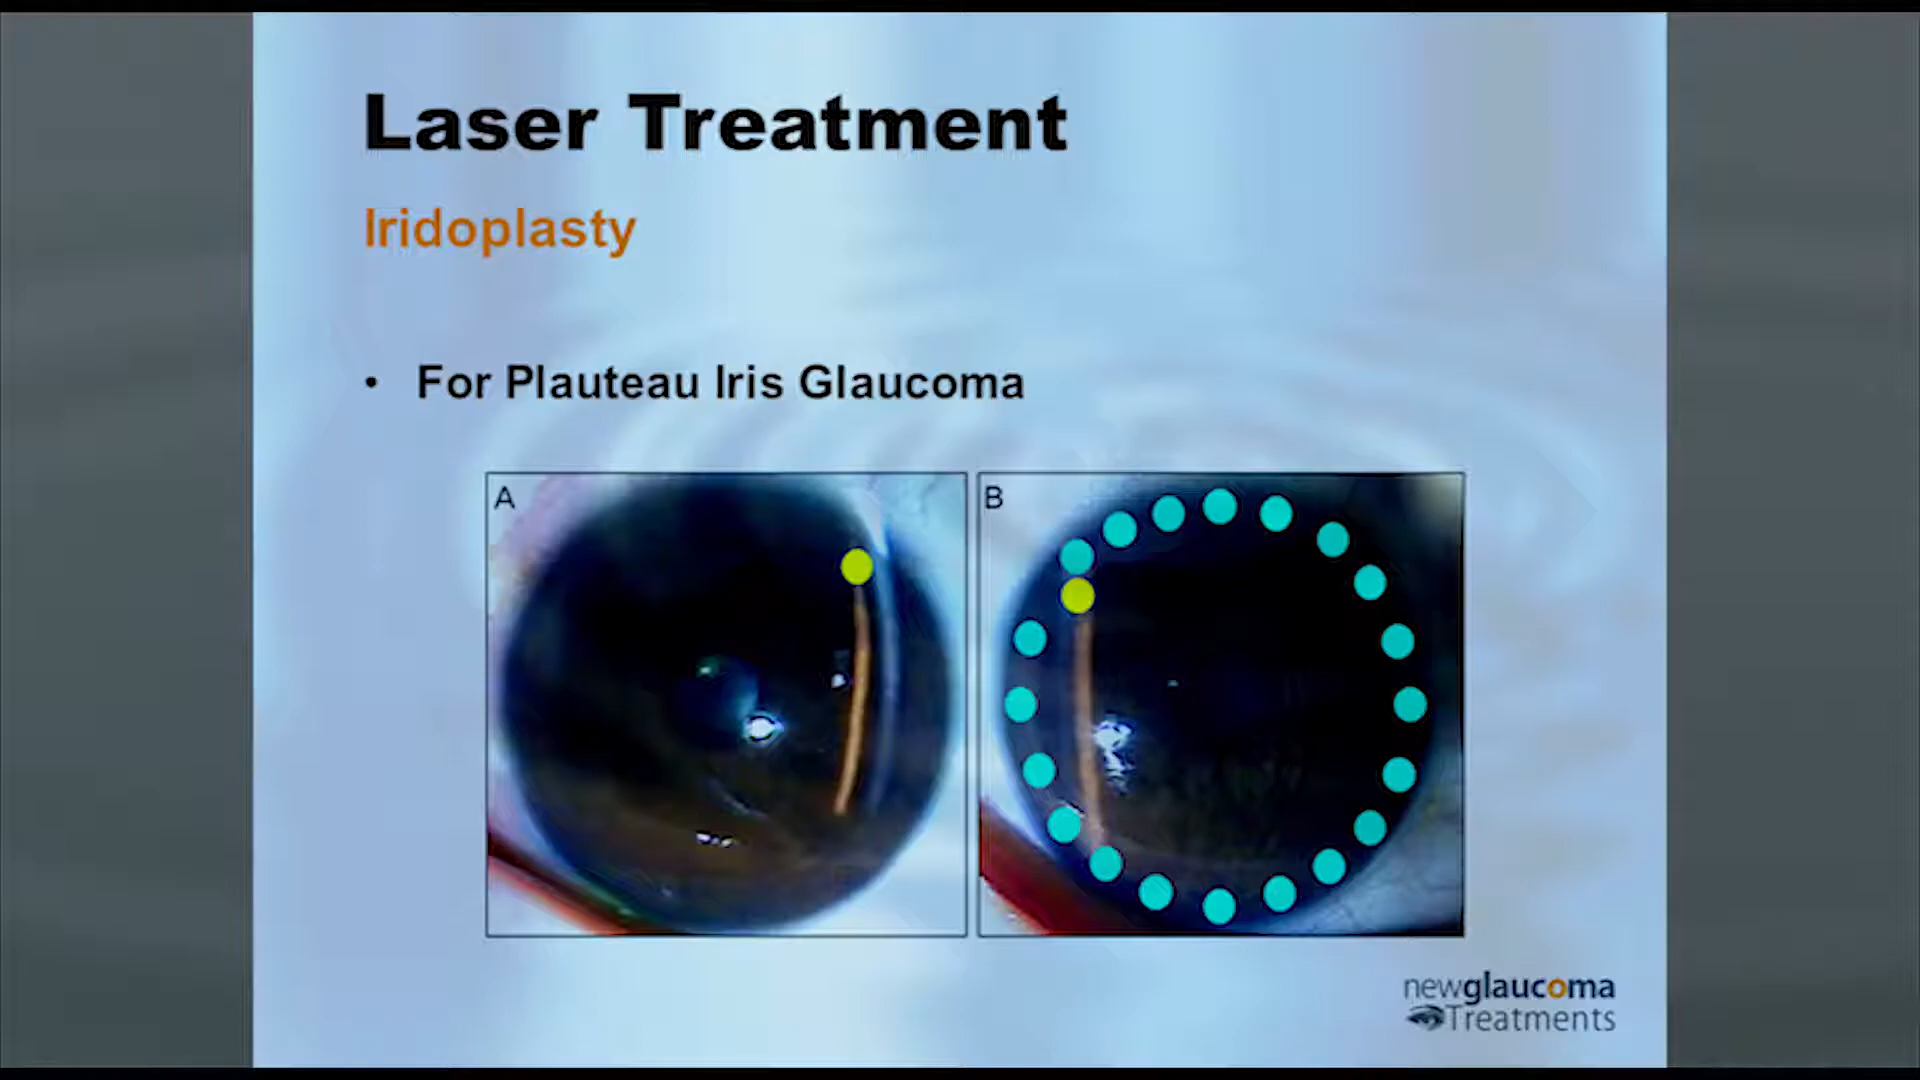 Laser Treatment
Iridoplasty
• For Plauteau Iris Glaucoma
A
B
newglaucoma
Treatments